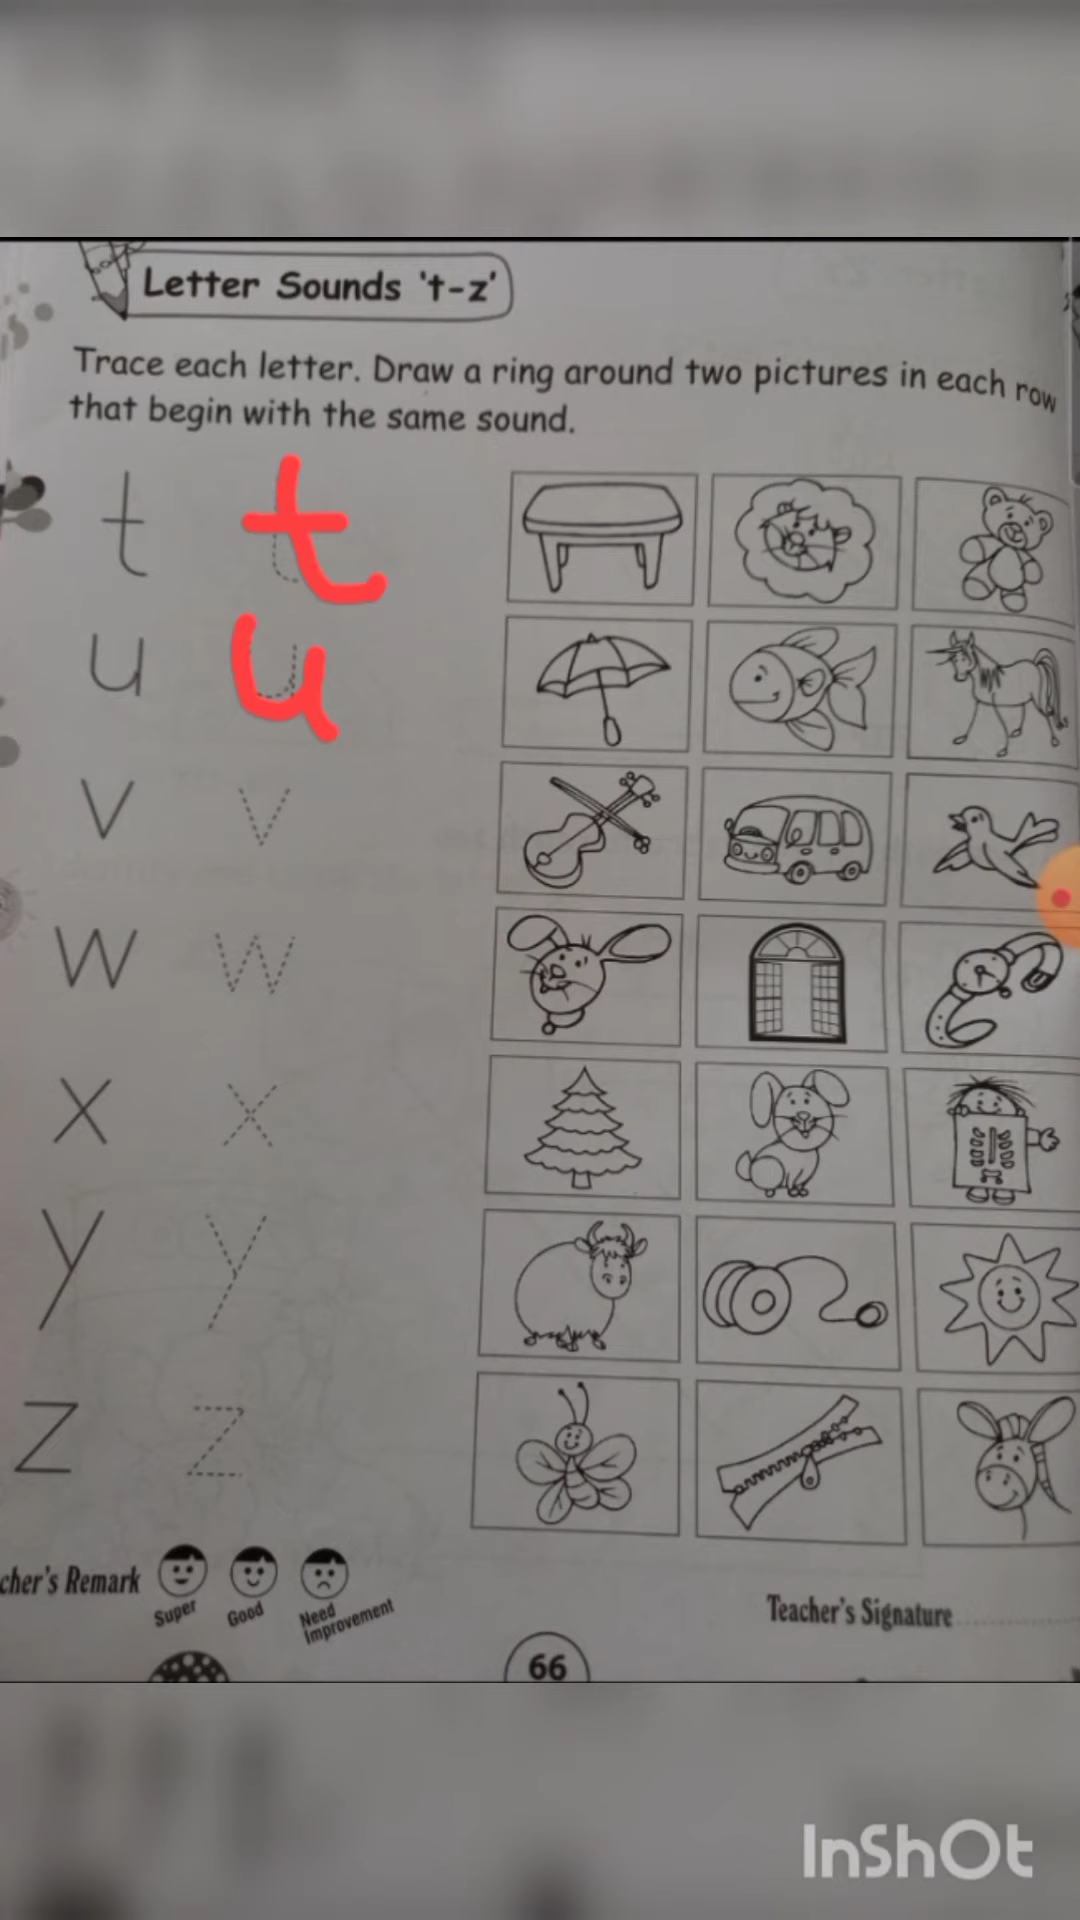 Letter Sounds 't-z'
Trace each letter. Draw a ring around two pictures in each row
that begin with the same sound.
t t
u u
v v
w w
x x
y y
z z
cher's Remark
Super
Good
Need
Improvement
Teacher's Signature
66
InShOt